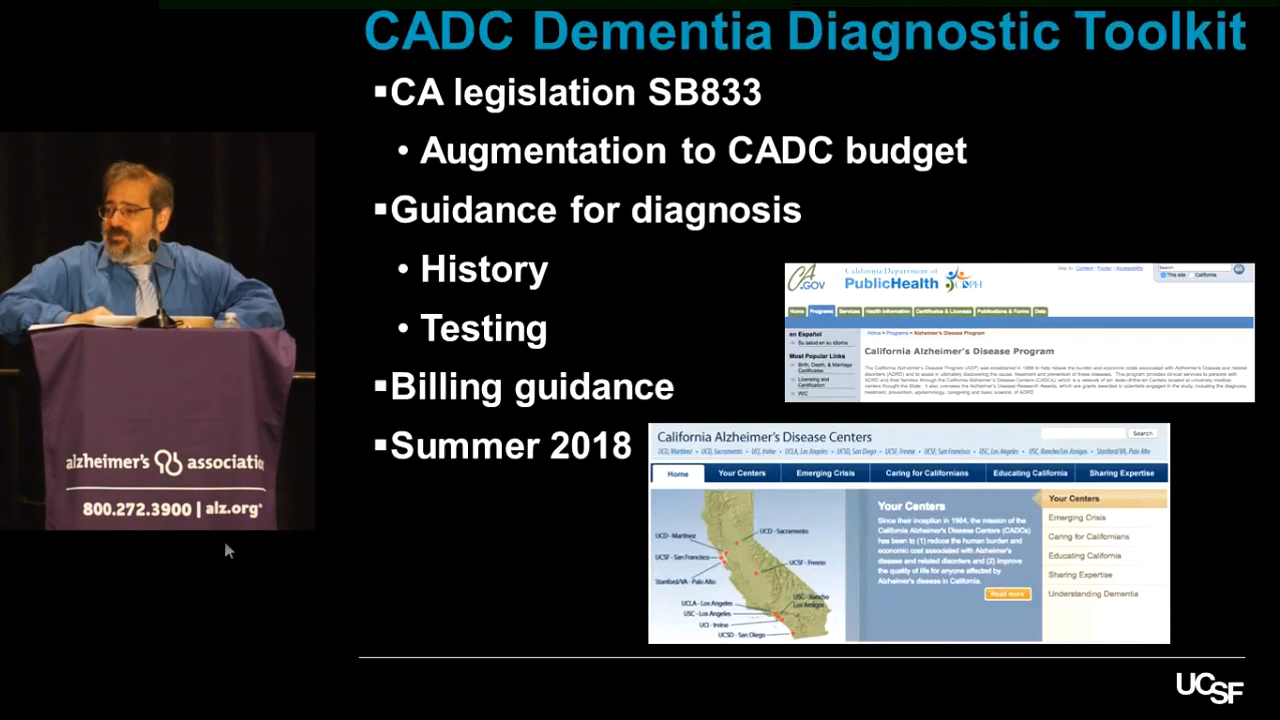 CADC Dementia Diagnostic Toolkit
▪CA legislation SB833
• Augmentation to CADC budget
▪Guidance for diagnosis
• History
• Testing
▪Billing guidance
▪Summer 2018
alzheimer's association
800.272.3900 | alz.org
CA.GOV
California Department of
PublicHealth
CDPH
Skip to: Content | Footer | Accessibility
Search
GO
This site California
Home Programs Services Health Information Certificates & Licenses Publications & Forms Data
en Español
Su salud en su idioma
Most Popular Links
Birth, Death, & Marriage
Certificates
Licensing and
Certification
WIC
Home > Programs > Alzheimer's Disease Program
California Alzheimer's Disease Program
California Alzheimer's Disease Centers
Search
UCD, Martinez • UCD, Sacramento • UCI, Irvine • UCLA, Los Angeles • UCSD, San Diego • UCSF, Fresno • UCSF, San Francisco • USC, Los Angeles • USC, Rancho/Los Amigos • Stanford/VA, Palo Alto
Home Your Centers Emerging Crisis Caring for Californians Educating California Sharing Expertise
UCD - Martinez
UCD - Sacramento
UCSF - San Francisco
UCSF - Fresno
Stanford/VA - Palo Alto
UCLA - Los Angeles
USC - Rancho
Los Amigos
USC - Los Angeles
UCI - Irvine
UCSD - San Diego
Your Centers
Since their inception in 1984, the mission of the
California Alzheimer's Disease Centers (CADCs)
has been to (1) reduce the human burden and
economic cost associated with Alzheimer's
disease and related disorders and (2) improve
the quality of life for anyone affected by
Alzheimer's disease in California.
Read more
Your Centers
Emerging Crisis
Caring for Californians
Educating California
Sharing Expertise
Understanding Dementia
UCSF